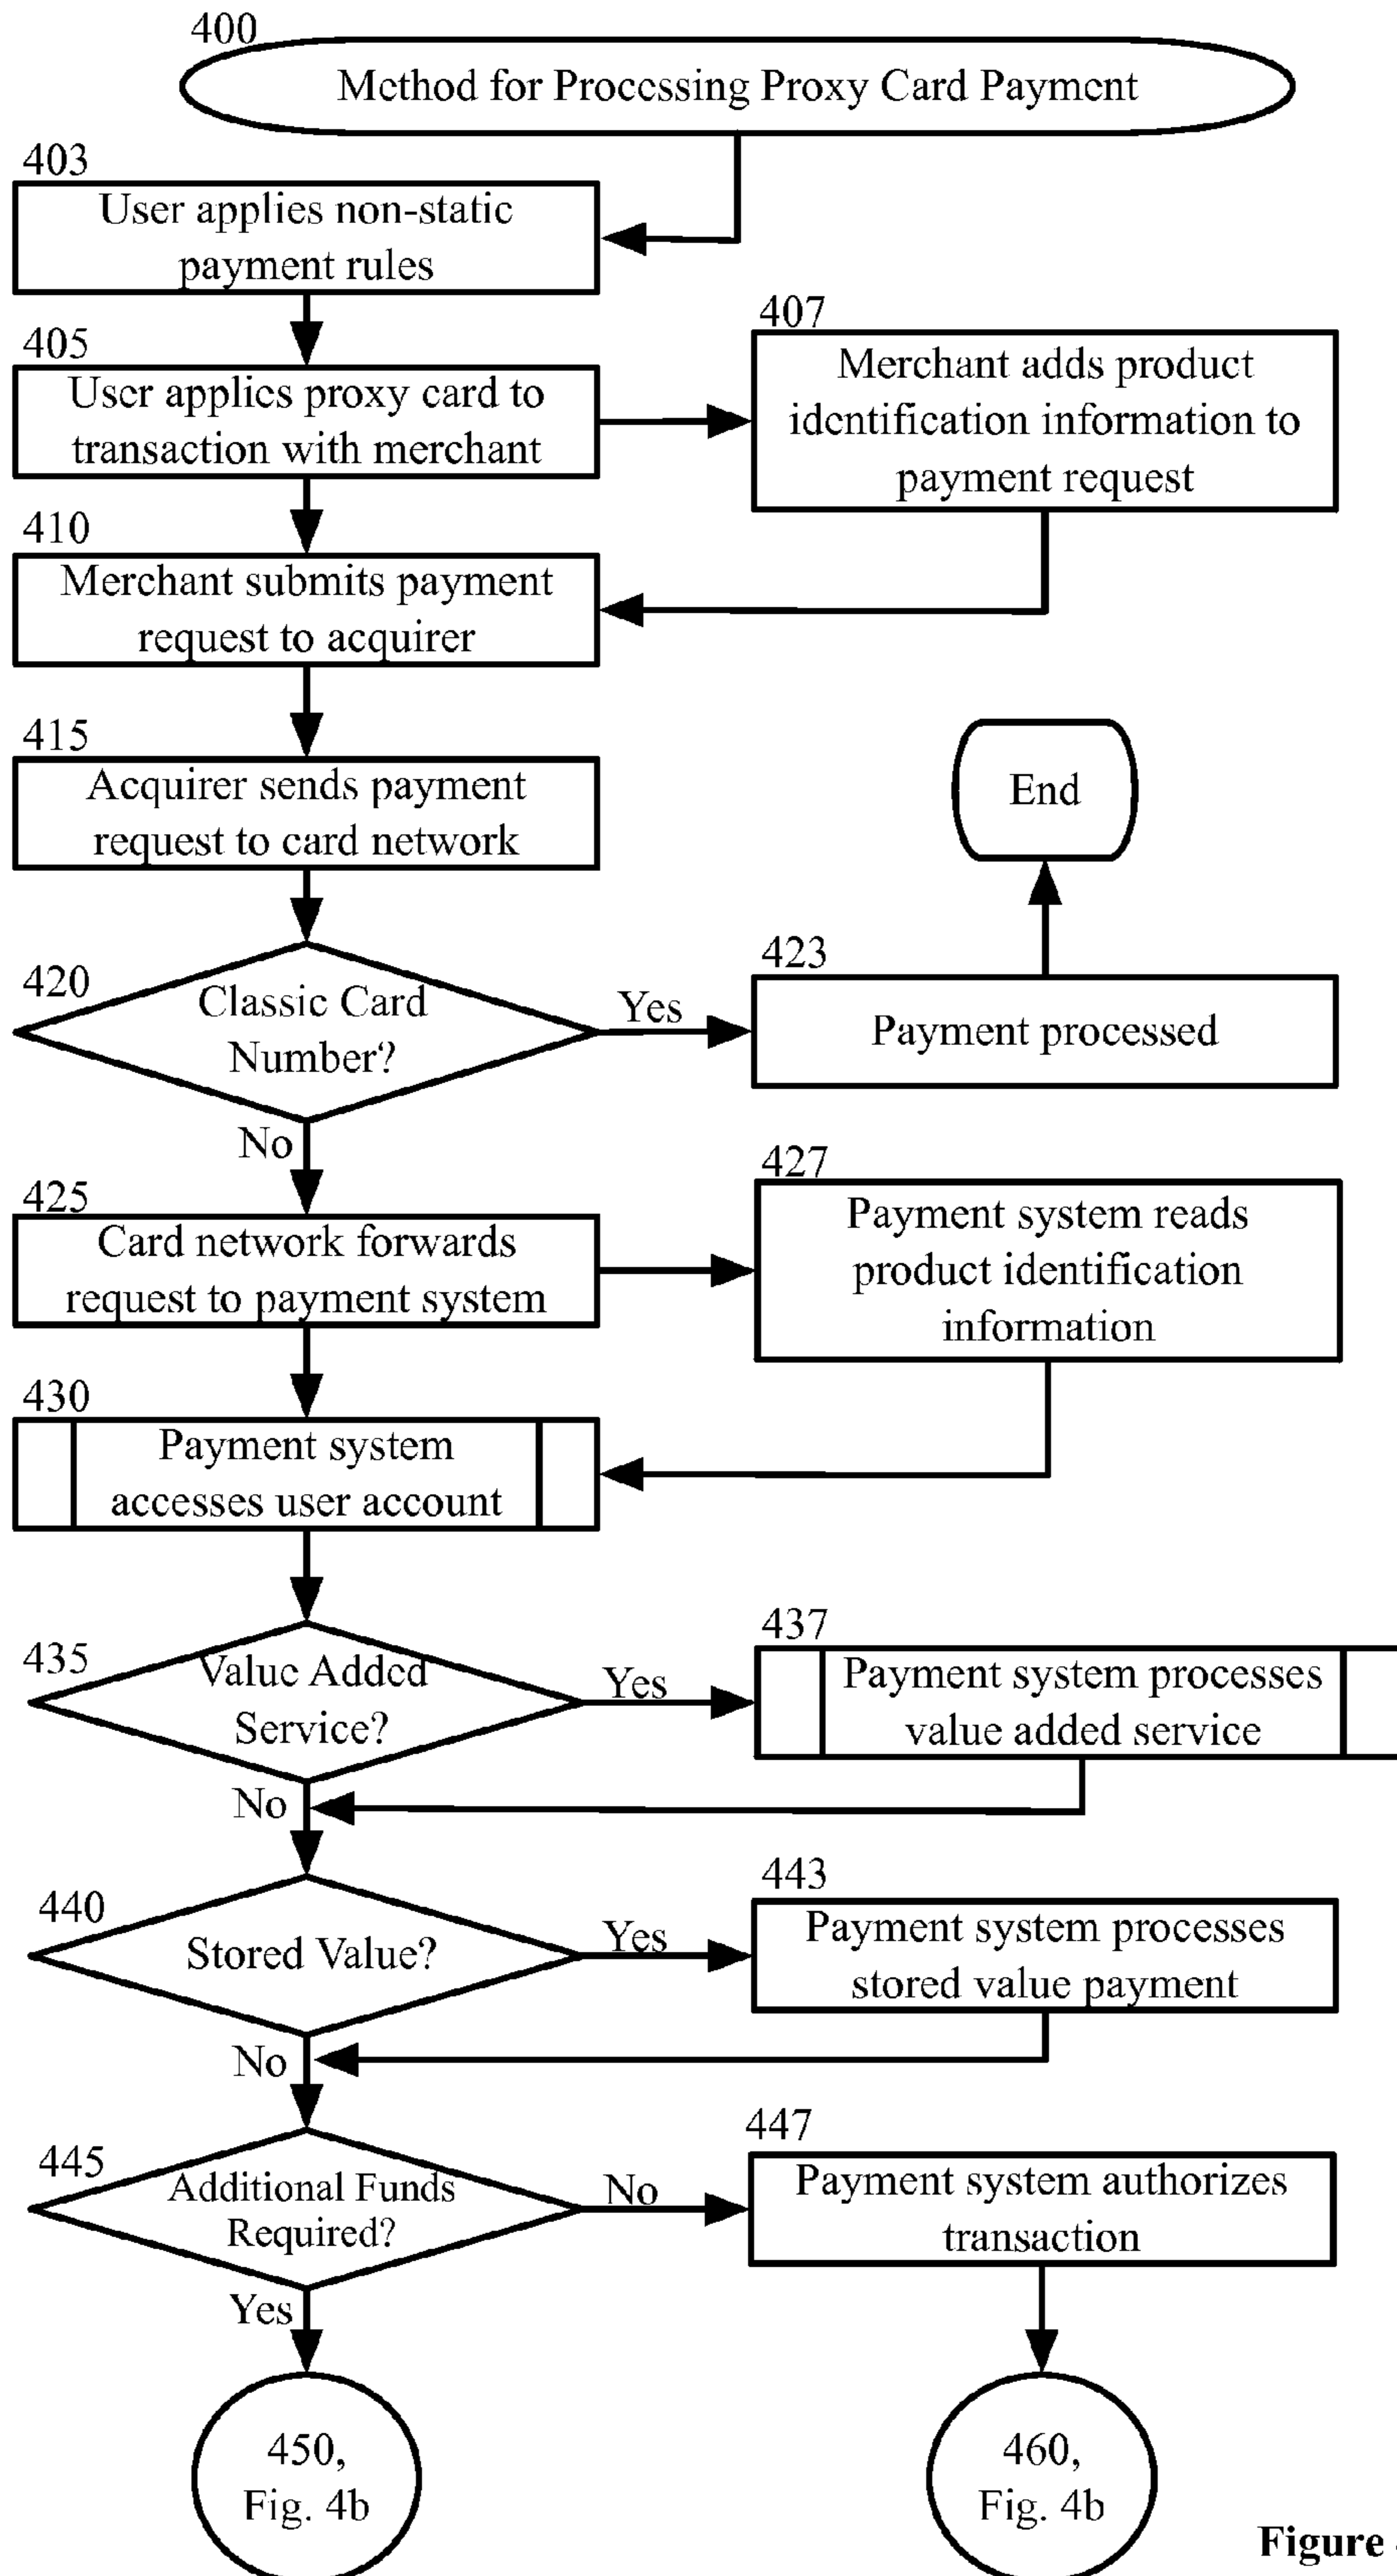 400
Method for Processing Proxy Card Payment
403
User applies non-static
payment rules
405
User applies proxy card to
transaction with merchant
407
Merchant adds product
identification information to
payment request
410
Merchant submits payment
request to acquirer
415
Acquirer sends payment
request to card network
End
420
Classic Card
Number?
Yes
423
Payment processed
No
425
Card network forwards
request to payment system
427
Payment system reads
product identification
information
430
Payment system
accesses user account
435
Value Added
Service?
Yes
437
Payment system processes
value added service
No
440
Stored Value?
Yes
443
Payment system processes
stored value payment
No
445
Additional Funds
Required?
No
447
Payment system authorizes
transaction
Yes
450,
Fig. 4b
460,
Fig. 4b
Figure